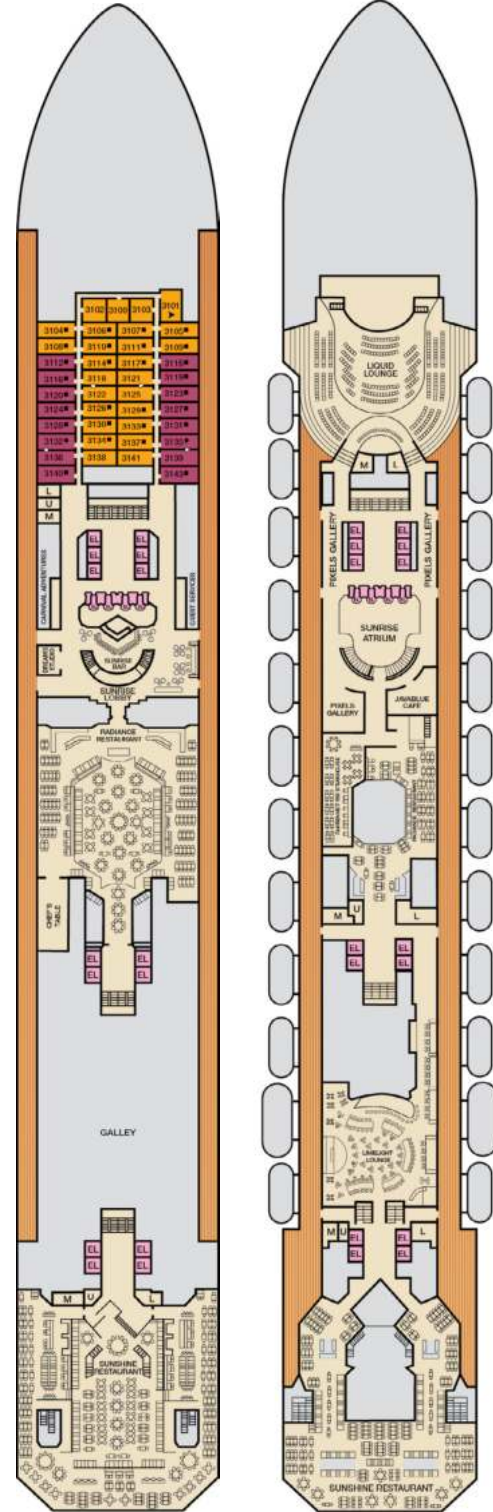 3101
3102 3100 3103
3104 3106 3107 3105
3108 3110 3111 3109
3112 3114 3117 3115
3116 3118 3121 3119
3120 3122 3125 3123
3124 3126 3129 3127
3128 3130 3133 3131
3132 3134 3137 3135
3136 3138 3141 3139
3140 3143
L
U
M
CARNIVAL ADVENTURES
EL EL
EL EL
EL EL
GUEST SERVICES
DREAMS
STUDIO
SUNRISE
BAR
SUNRISE
LOBBY
RADIANCE
RESTAURANT
CHEF'S
TABLE
EL EL
EL EL
GALLEY
EL EL
EL EL
M U L
SUNSHINE
RESTAURANT
LIQUID
LOUNGE
M L
PIXELS GALLERY
EL EL
EL EL
EL EL
PIXELS GALLERY
SUNRISE
ATRIUM
PIXELS
GALLERY
JAVABLUE
CAFE
RADIANCE RESTAURANT
M U L
EL EL
EL EL
LIMELIGHT
LOUNGE
M U L
EL EL
EL EL
SUNSHINE RESTAURANT